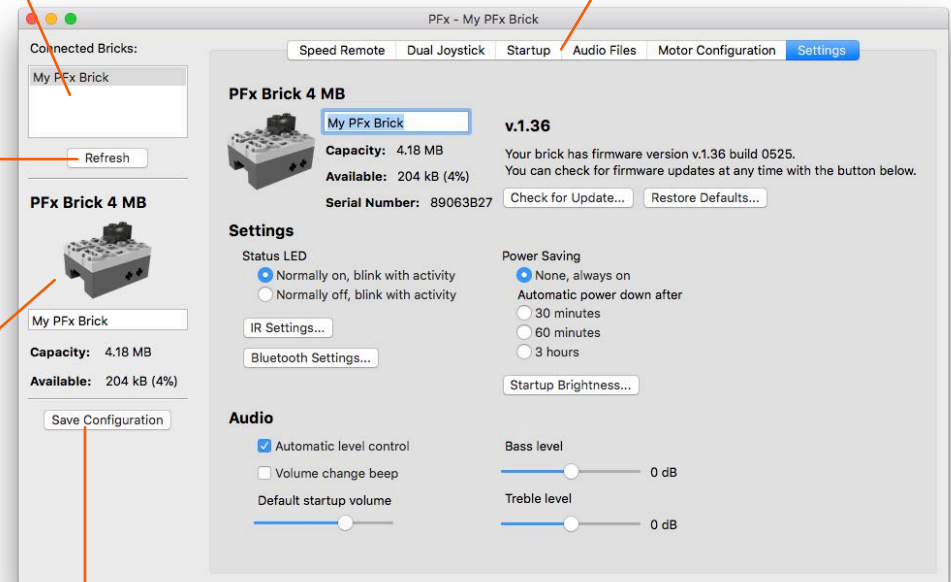 PFx - My PFx Brick
Connected Bricks:
My PFx Brick
Refresh
PFx Brick 4 MB
My PFx Brick
Capacity: 4.18 MB
Available: 204 kB (4%)
Save Configuration
Speed Remote Dual Joystick Startup Audio Files Motor Configuration Settings
PFx Brick 4 MB
My PFx Brick
Capacity: 4.18 MB
Available: 204 kB (4%)
Serial Number: 89063B27
v.1.36
Your brick has firmware version v.1.36 build 0525.
You can check for firmware updates at any time with the button below.
Check for Update... Restore Defaults...
Settings
Status LED
Normally on, blink with activity
Normally off, blink with activity
IR Settings...
Bluetooth Settings...
Power Saving
None, always on
Automatic power down after
30 minutes
60 minutes
3 hours
Startup Brightness...
Audio
Automatic level control
Volume change beep
Default startup volume
Bass level
0 dB
Treble level
0 dB